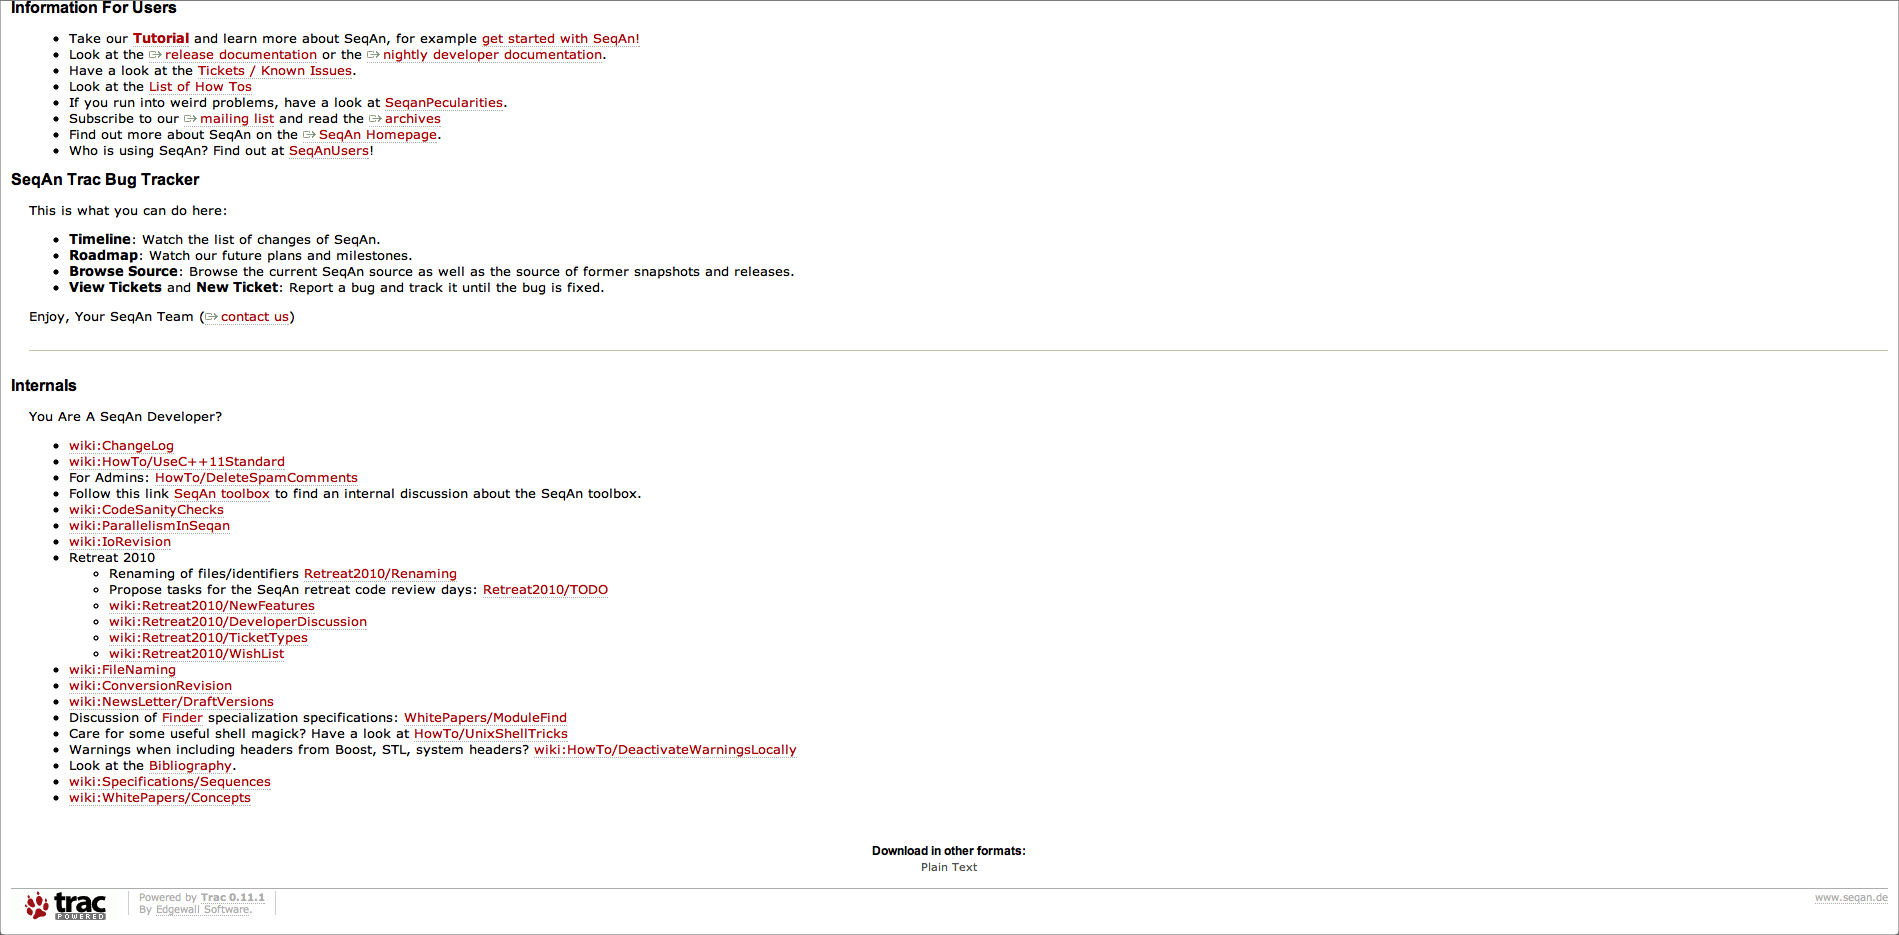 Information For Users
Take our Tutorial and learn more about SeqAn, for example get started with SeqAn!
Look at the release documentation or the nightly developer documentation.
Have a look at the Tickets / Known Issues.
Look at the List of How Tos
If you run into weird problems, have a look at SeqanPecularities.
Subscribe to our mailing list and read the archives
Find out more about SeqAn on the SeqAn Homepage.
Who is using SeqAn? Find out at SeqAnUsers!
SeqAn Trac Bug Tracker
This is what you can do here:
Timeline: Watch the list of changes of SeqAn.
Roadmap: Watch our future plans and milestones.
Browse Source: Browse the current SeqAn source as well as the source of former snapshots and releases.
View Tickets and New Ticket: Report a bug and track it until the bug is fixed.
Enjoy, Your SeqAn Team (contact us)
Internals
You Are A SeqAn Developer?
wiki:ChangeLog
wiki:HowTo/UseC++11Standard
For Admins: HowTo/DeleteSpamComments
Follow this link SeqAn toolbox to find an internal discussion about the SeqAn toolbox.
wiki:CodeSanityChecks
wiki:ParallelismInSeqan
wiki:IoRevision
Retreat 2010
Renaming of files/identifiers Retreat2010/Renaming
Propose tasks for the SeqAn retreat code review days: Retreat2010/TODO
wiki:Retreat2010/NewFeatures
wiki:Retreat2010/DeveloperDiscussion
wiki:Retreat2010/TicketTypes
wiki:Retreat2010/WishList
wiki:FileNaming
wiki:ConversionRevision
wiki:NewsLetter/DraftVersions
Discussion of Finder specialization specifications: WhitePapers/ModuleFind
Care for some useful shell magick? Have a look at HowTo/UnixShellTricks
Warnings when including headers from Boost, STL, system headers? wiki:HowTo/DeactivateWarningsLocally
Look at the Bibliography.
wiki:Specifications/Sequences
wiki:WhitePapers/Concepts
Download in other formats:
Plain Text
trac
POWERED
Powered by Trac 0.11.1
By Edgewall Software.
www.seqan.de